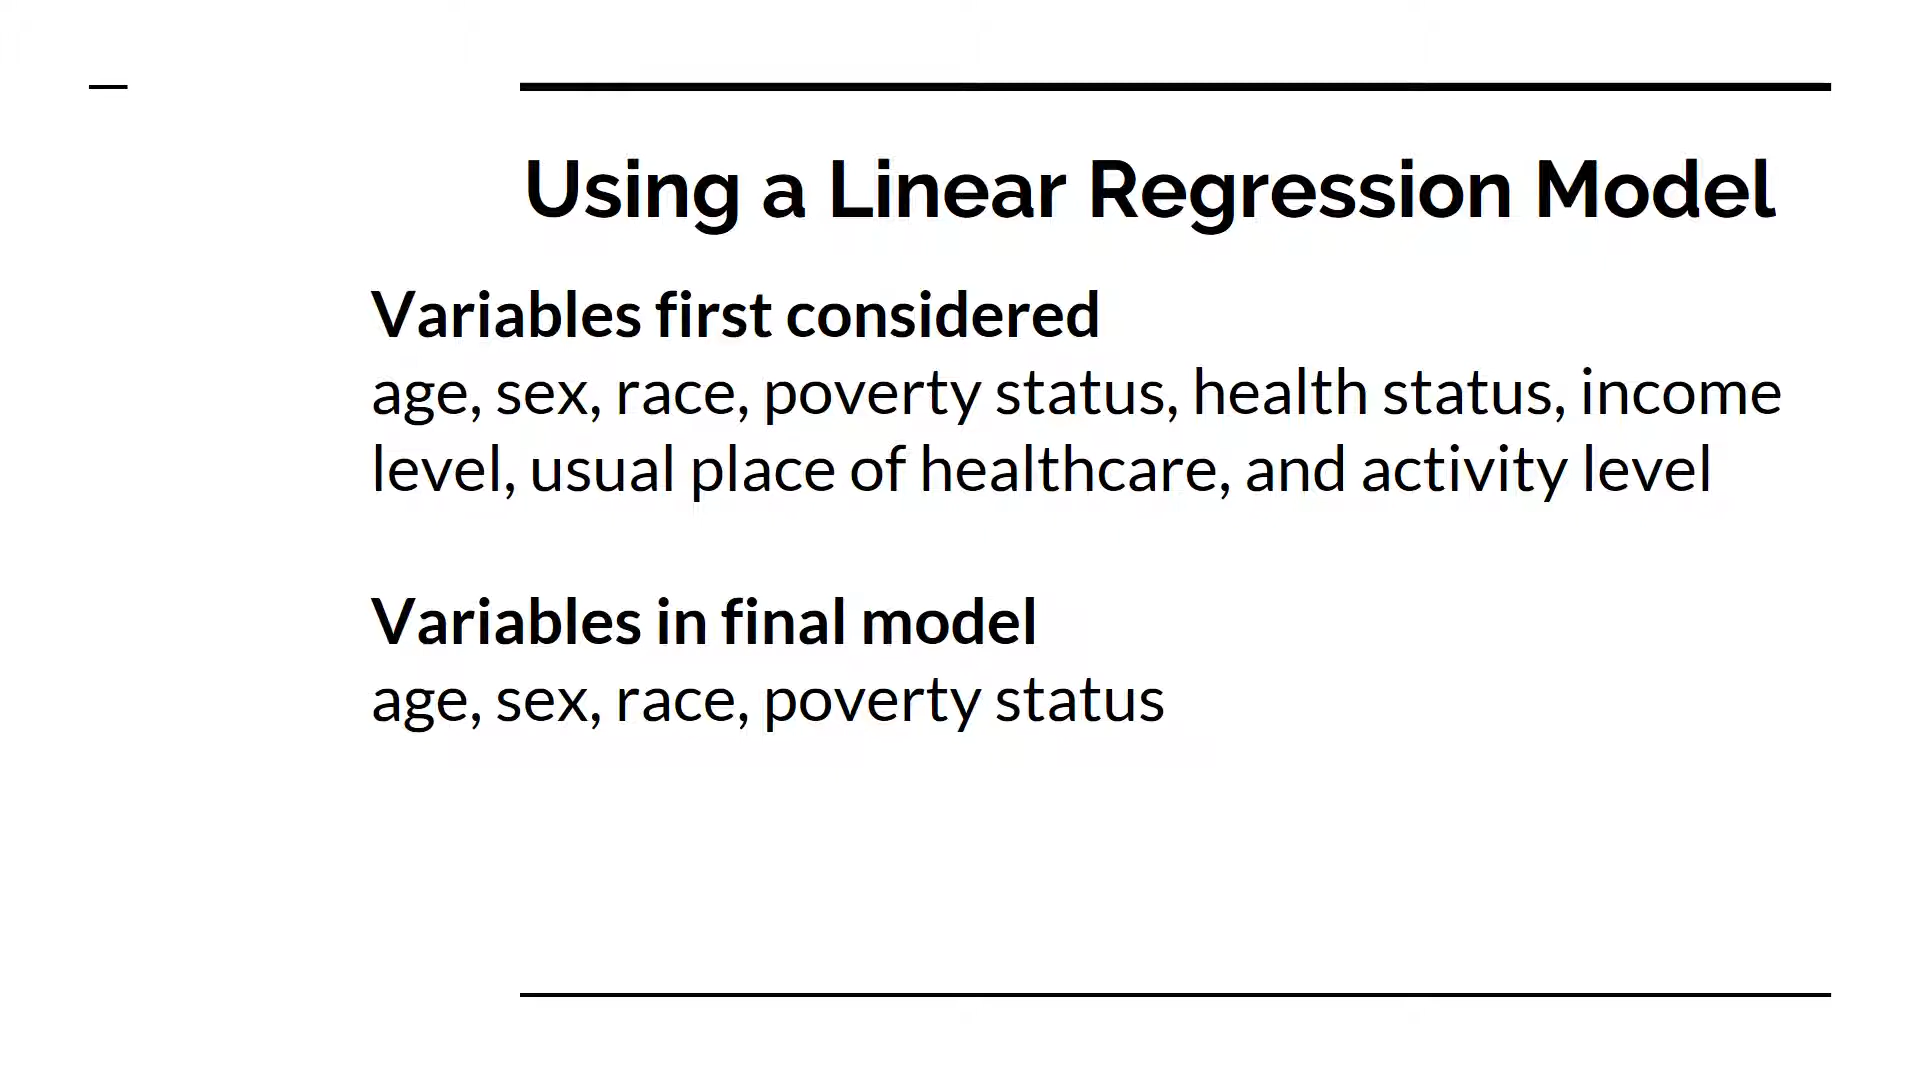 Using a Linear Regression Model
Variables first considered
age, sex, race, poverty status, health status, income
level, usual place of healthcare, and activity level
Variables in final model
age, sex, race, poverty status